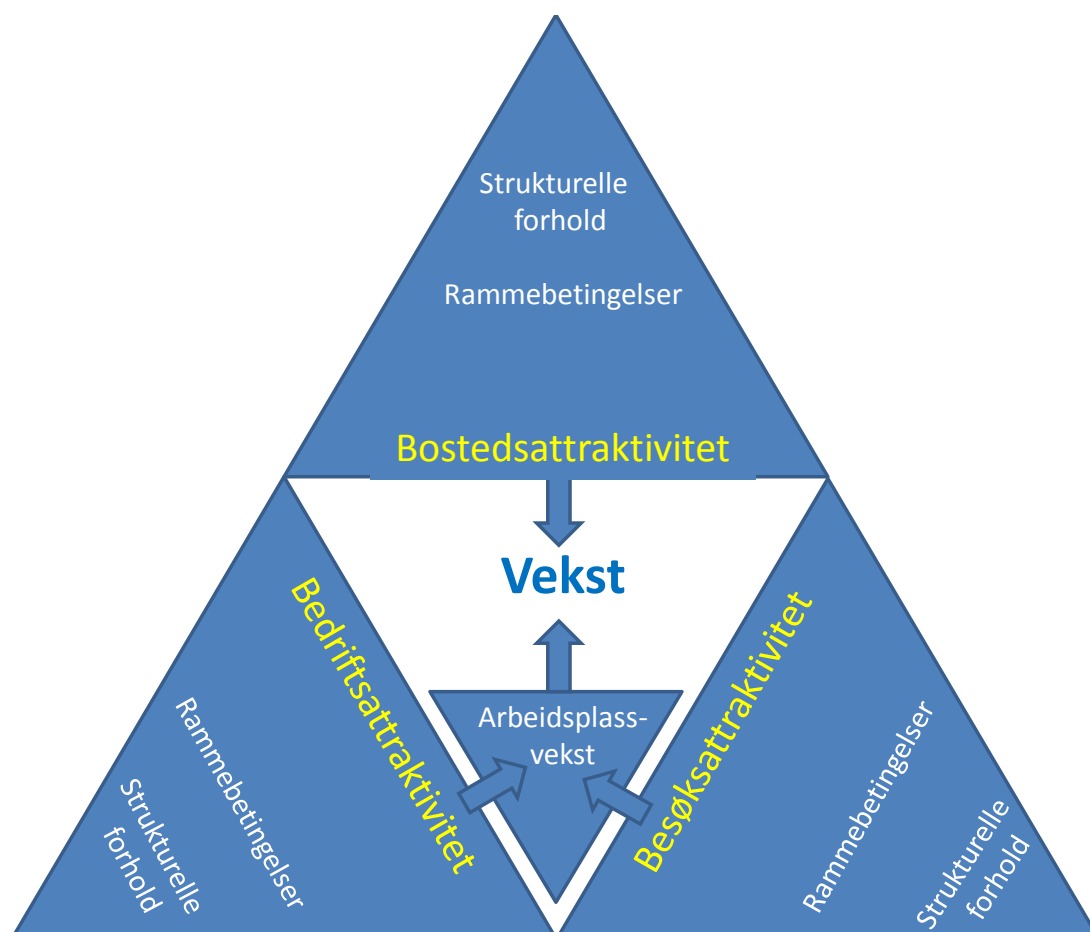 Strukturelle
forhold
Rammebetingelser
Bostedsattraktivitet
Vekst
Bedriftsattraktivitet
Rammebetingelser
Strukturelle
forhold
Arbeidsplass-
vekst
Besøksattraktivitet
Rammebetingelser
Strukturelle
forhold